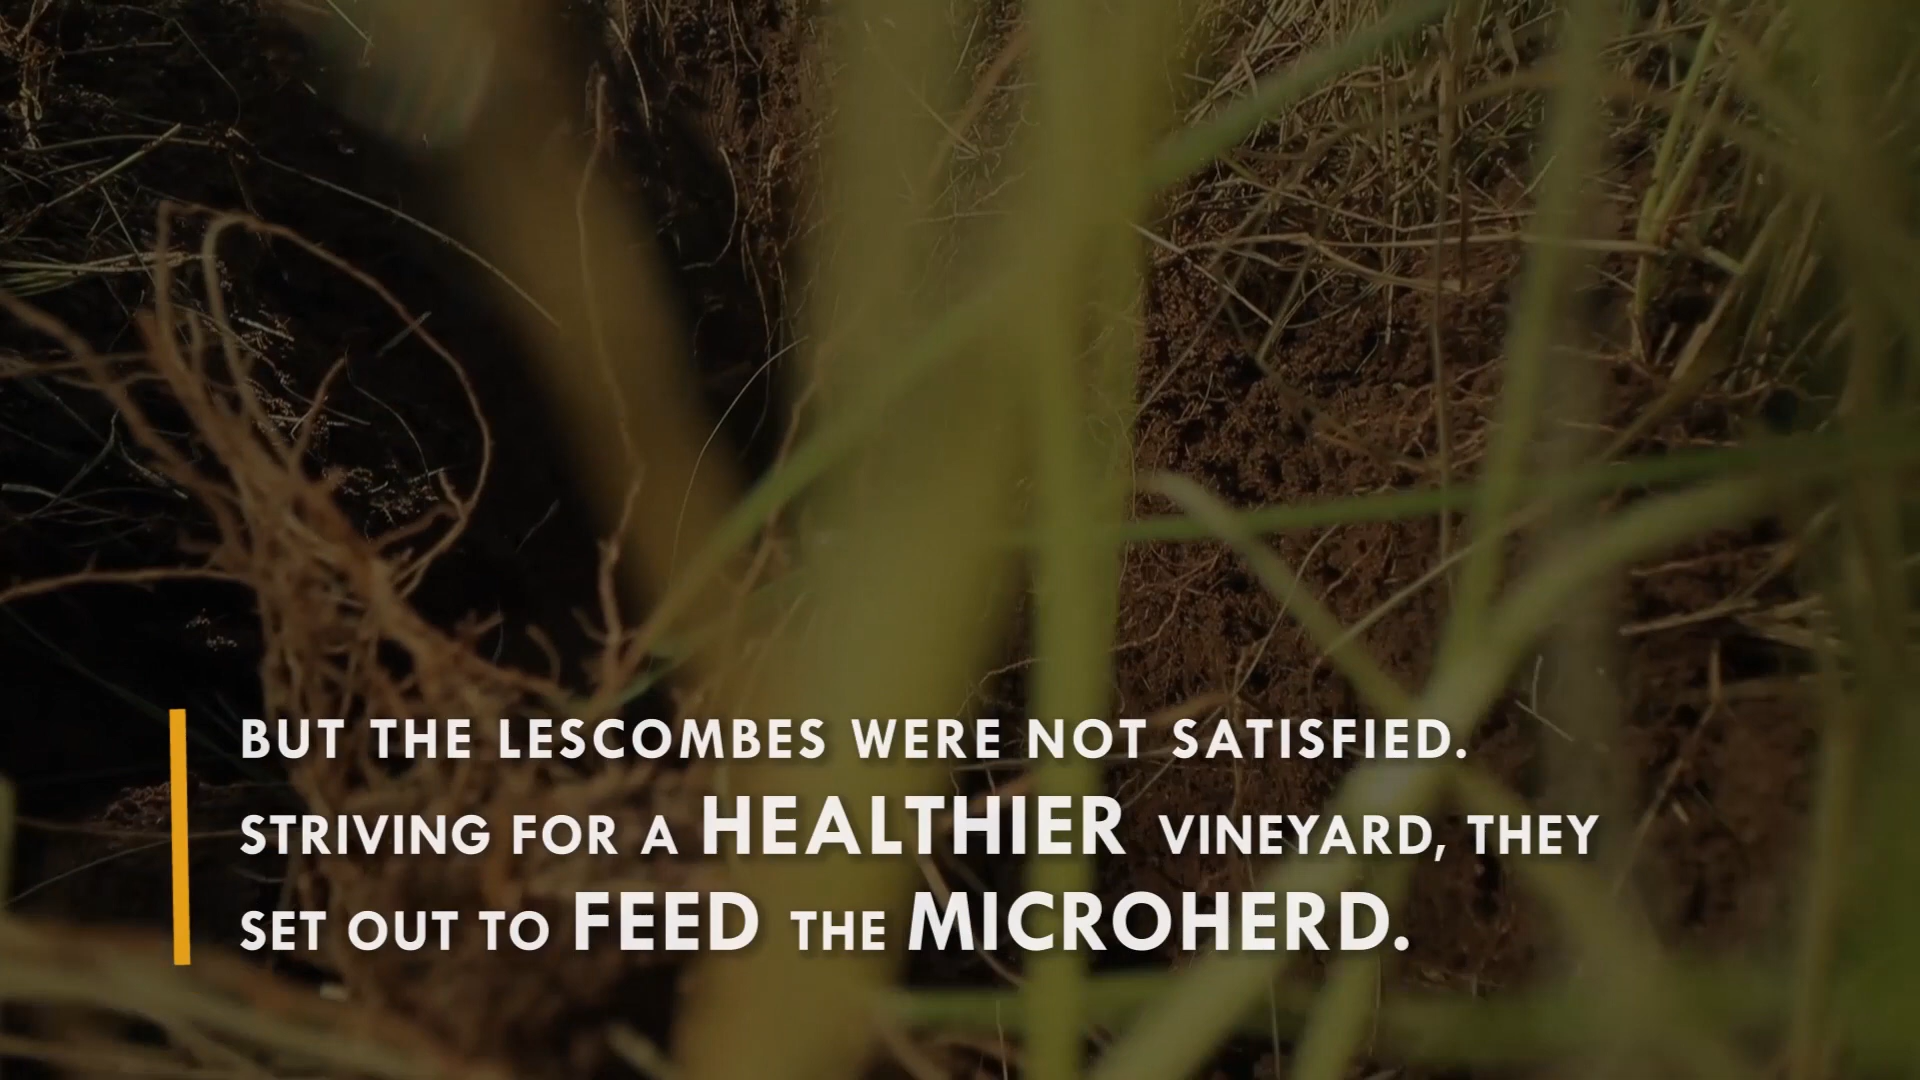 BUT THE LESCOMBES WERE NOT SATISFIED.
STRIVING FOR A HEALTHIER VINEYARD, THEY
SET OUT TO FEED THE MICROHERD.